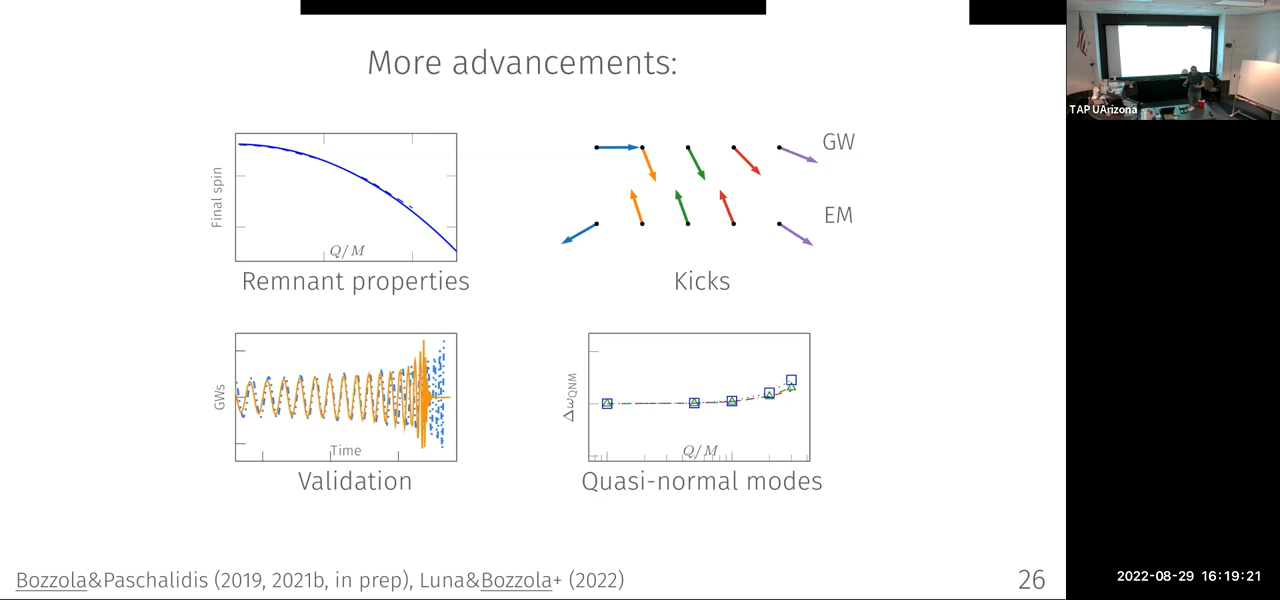 More advancements:
TAP UArizona
Final spin
Q/M
Remnant properties
GW
EM
Kicks
GWs
Time
Validation
ΔωQNM
Q/M
Quasi-normal modes
Bozzola&Paschalidis (2019, 2021b, in prep), Luna&Bozzola+ (2022)
26
2022-08-29 16:19:21